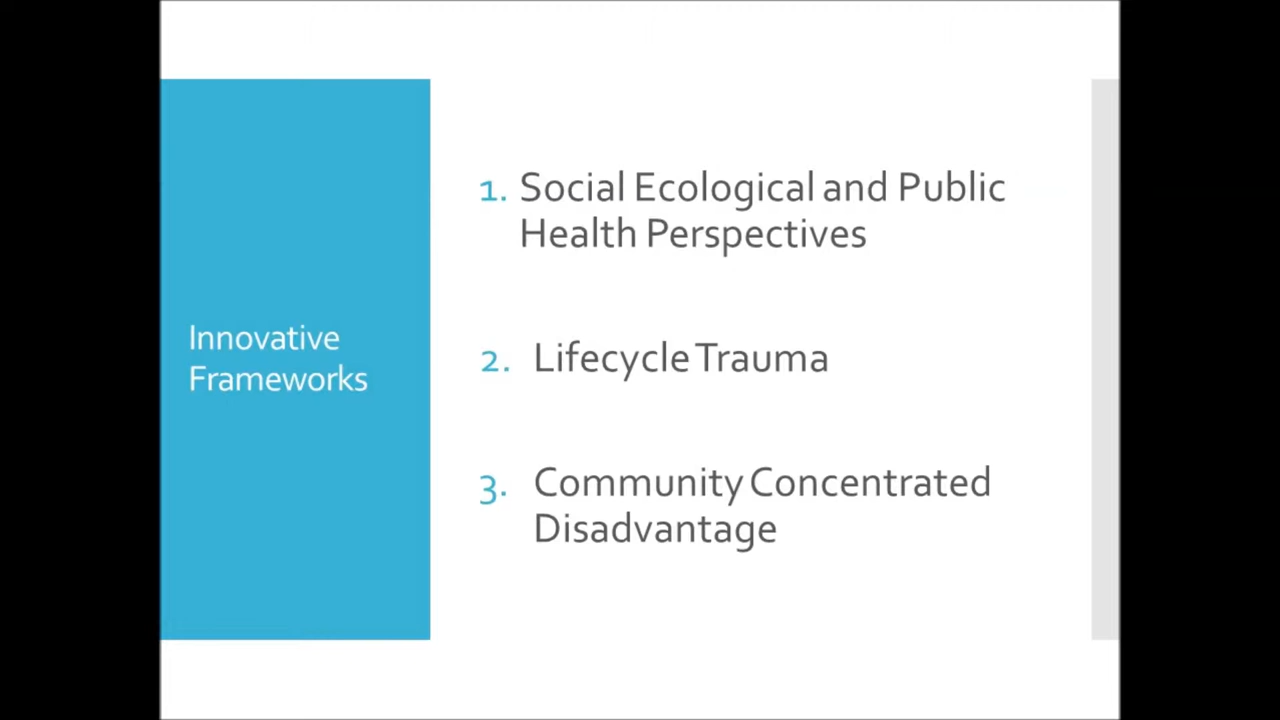 Innovative
Frameworks
1. Social Ecological and Public
Health Perspectives
2. Lifecycle Trauma
3. Community Concentrated
Disadvantage